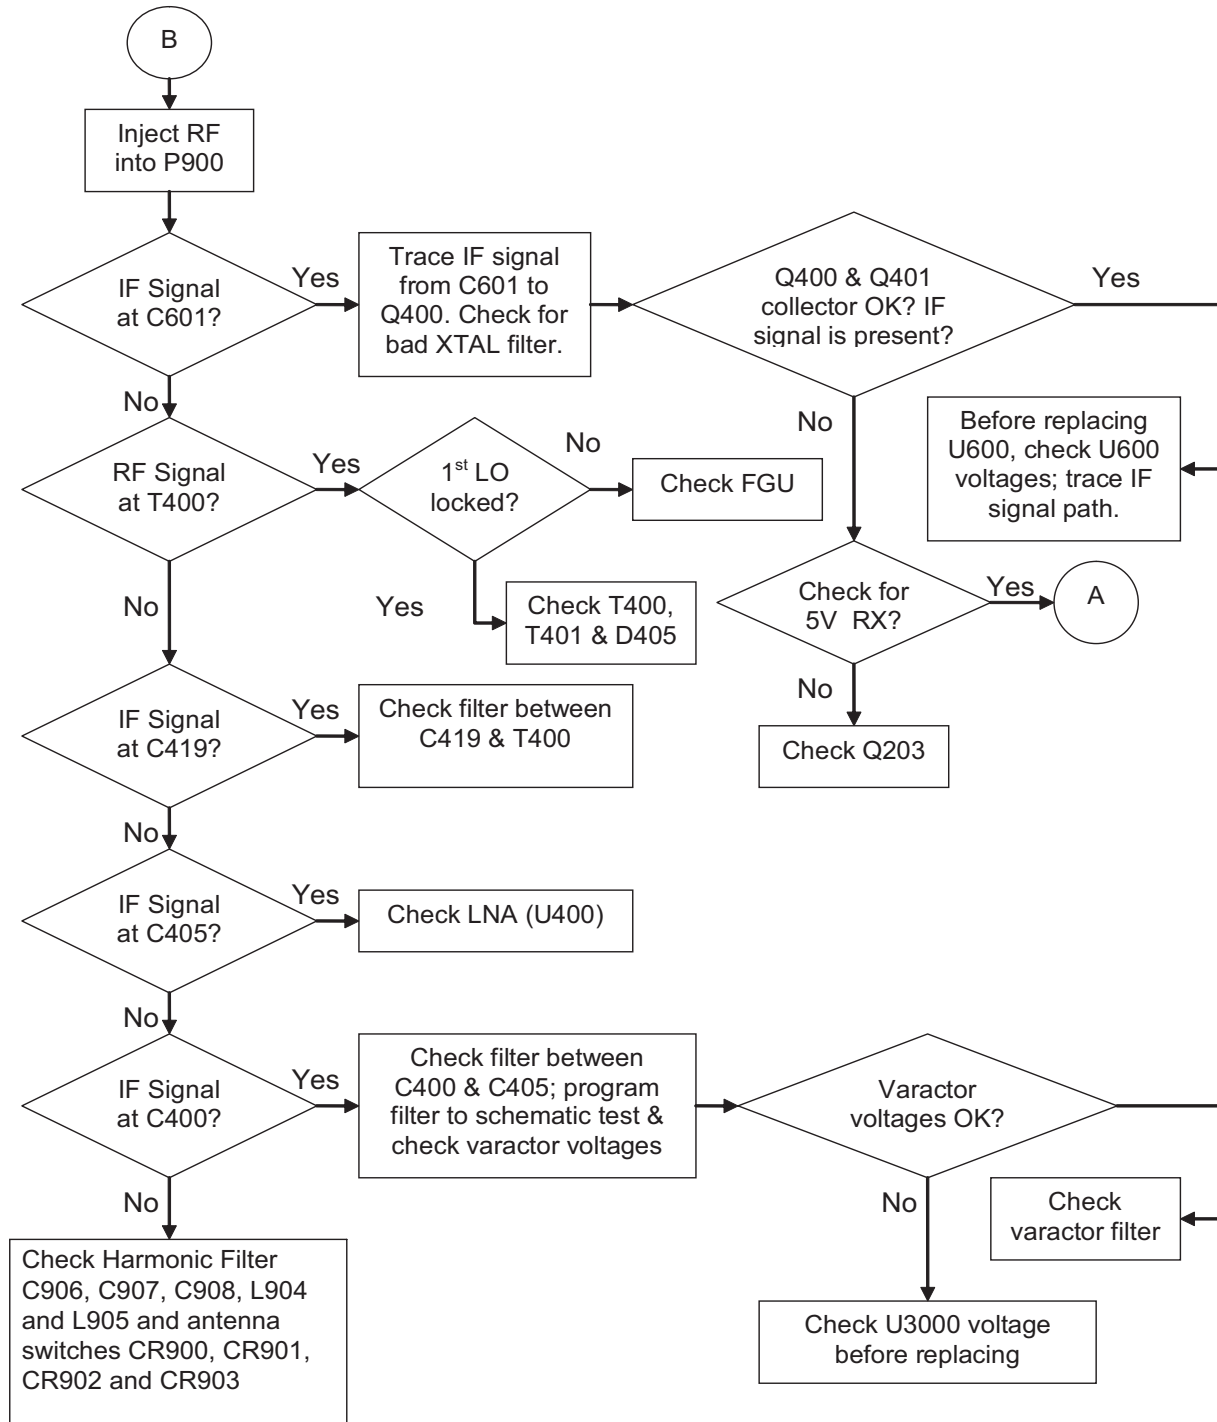 B
Inject RF
into P900
IF Signal
at C601?
Yes
Trace IF signal
from C601 to
Q400. Check for
bad XTAL filter.
Q400 & Q401
collector OK? IF
signal is present?
Yes
No
No
Before replacing
U600, check U600
voltages; trace IF
signal path.
RF Signal
at T400?
Yes
1st LO
locked?
No
Check FGU
Yes
Check T400,
T401 & D405
Check for
5V RX?
Yes
A
No
Check Q203
No
IF Signal
at C419?
Yes
Check filter between
C419 & T400
No
IF Signal
at C405?
Yes
Check LNA (U400)
No
IF Signal
at C400?
Yes
Check filter between
C400 & C405; program
filter to schematic test &
check varactor voltages
Varactor
voltages OK?
No
Check
varactor filter
Check U3000 voltage
before replacing
No
Check Harmonic Filter
C906, C907, C908, L904
and L905 and antenna
switches CR900, CR901,
CR902 and CR903